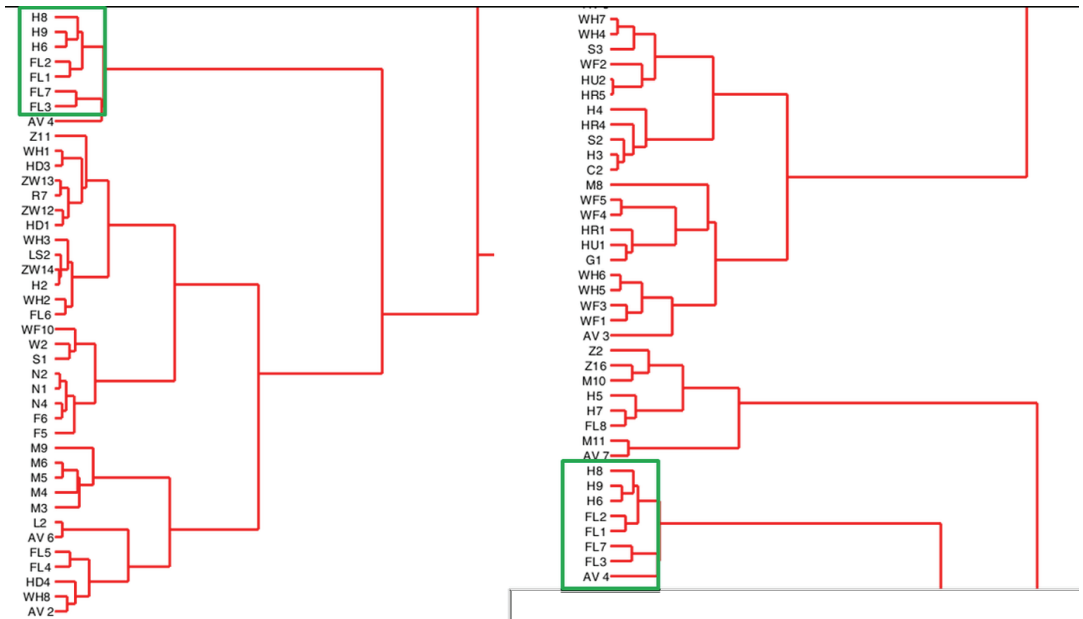 H8
H9
H6
FL2
FL1
FL7
FL3
AV 4
Z11
WH1
HD3
ZW13
R7
ZW12
HD1
WH3
LS2
ZW14
H2
WH2
FL6
WF10
W2
S1
N2
N1
N4
F6
F5
M9
M6
M5
M4
M3
L2
AV 6
FL5
FL4
HD4
WH8
AV 2
WH7
WH4
S3
WF2
HU2
HR5
H4
HR4
S2
H3
C2
M8
WF5
WF4
HR1
HU1
G1
WH6
WH5
WF3
WF1
AV 3
Z2
Z16
M10
H5
H7
FL8
M11
AV 7
H8
H9
H6
FL2
FL1
FL7
FL3
AV 4